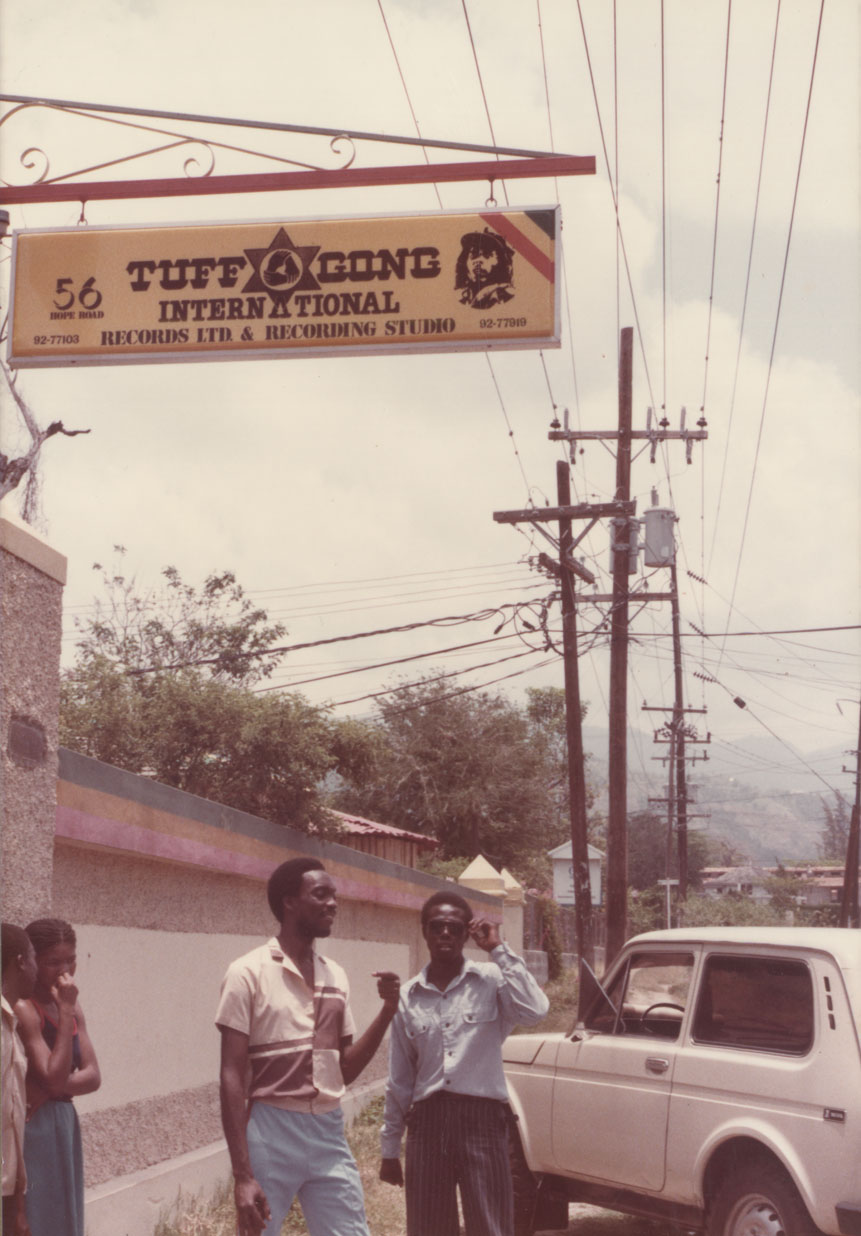 TUFF GONG
INTERNATIONAL
RECORDS LTD. & RECORDING STUDIO
56
HOPE ROAD
92-77103
92-77919